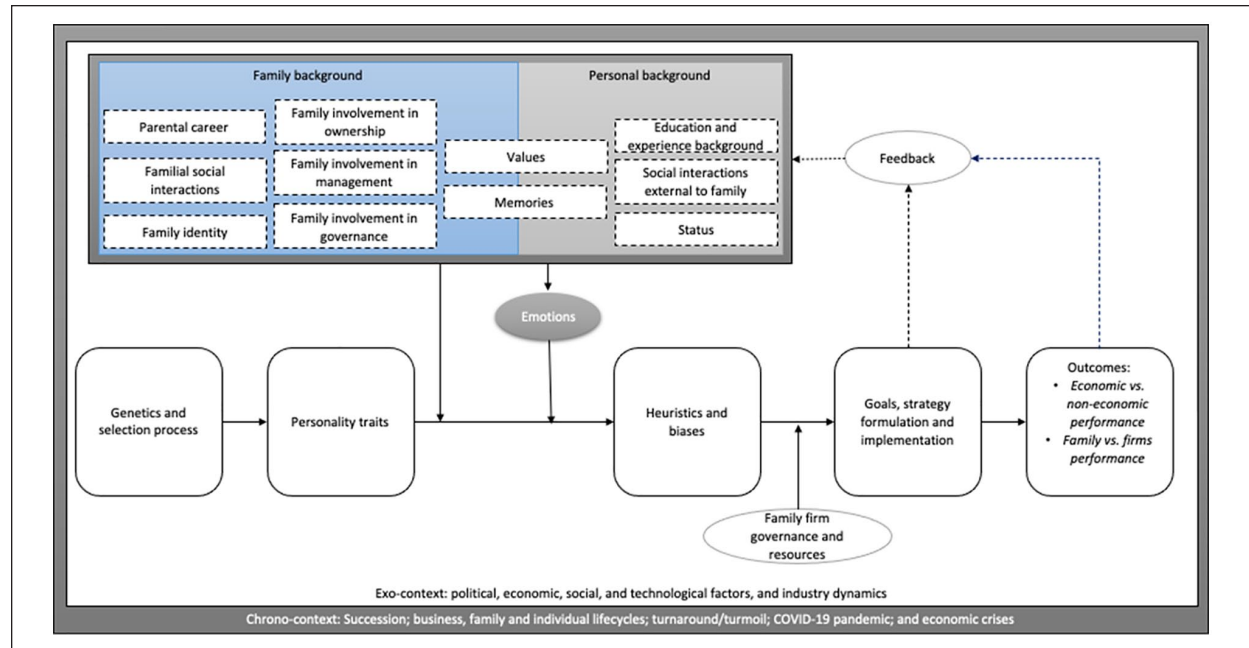 Family background
Personal background
Parental career
Familial social
interactions
Family identity
Family involvement in
ownership
Family involvement in
management
Family involvement in
governance
Values
Memories
Education and
experience background
Social interactions
external to family
Status
Feedback
Emotions
Genetics and
selection process
Personality traits
Heuristics and
biases
Goals, strategy
formulation and
implementation
Outcomes:
• Economic vs.
non-economic
performance
• Family vs. firms
performance
Family firm
governance and
resources
Exo-context: political, economic, social, and technological factors, and industry dynamics
Chrono-context: Succession; business, family and individual lifecycles; turnaround/turmoil; COVID-19 pandemic; and economic crises